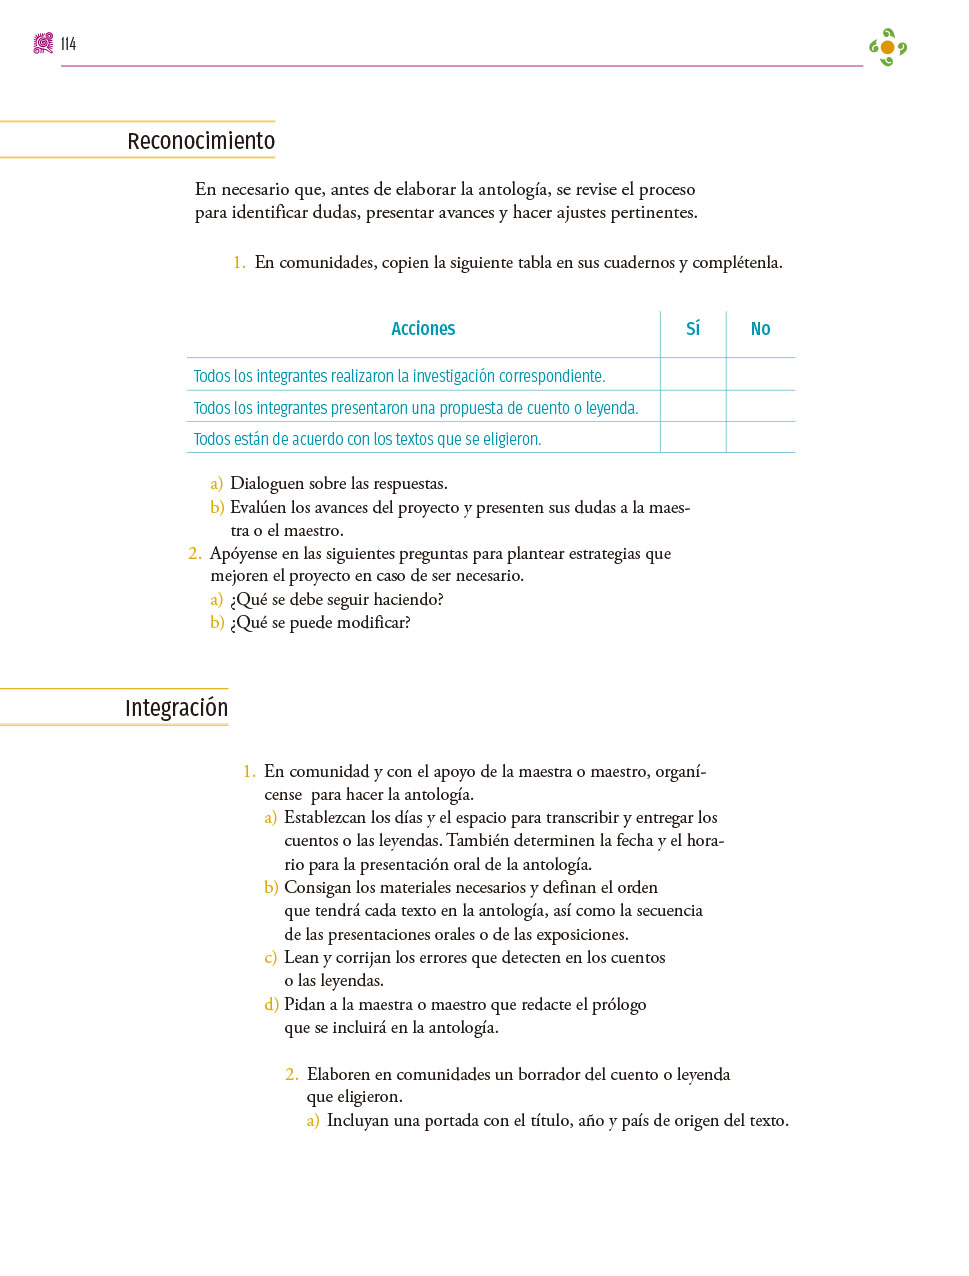 114
Reconocimiento
En necesario que, antes de elaborar la antología, se revise el proceso
para identificar dudas, presentar avances y hacer ajustes pertinentes.
1. En comunidades, copien la siguiente tabla en sus cuadernos y complétenla.
Acciones Sí No
Todos los integrantes realizaron la investigación correspondiente.
Todos los integrantes presentaron una propuesta de cuento o leyenda.
Todos están de acuerdo con los textos que se eligieron.
a) Dialoguen sobre las respuestas.
b) Evalúen los avances del proyecto y presenten sus dudas a la maes-
tra o el maestro.
2. Apóyense en las siguientes preguntas para plantear estrategias que
mejoren el proyecto en caso de ser necesario.
a) ¿Qué se debe seguir haciendo?
b) ¿Qué se puede modificar?
Integración
1. En comunidad y con el apoyo de la maestra o maestro, organí-
cense para hacer la antología.
a) Establezcan los días y el espacio para transcribir y entregar los
cuentos o las leyendas. También determinen la fecha y el hora-
rio para la presentación oral de la antología.
b) Consigan los materiales necesarios y definan el orden
que tendrá cada texto en la antología, así como la secuencia
de las presentaciones orales o de las exposiciones.
c) Lean y corrijan los errores que detecten en los cuentos
o las leyendas.
d) Pidan a la maestra o maestro que redacte el prólogo
que se incluirá en la antología.
2. Elaboren en comunidades un borrador del cuento o leyenda
que eligieron.
a) Incluyan una portada con el título, año y país de origen del texto.